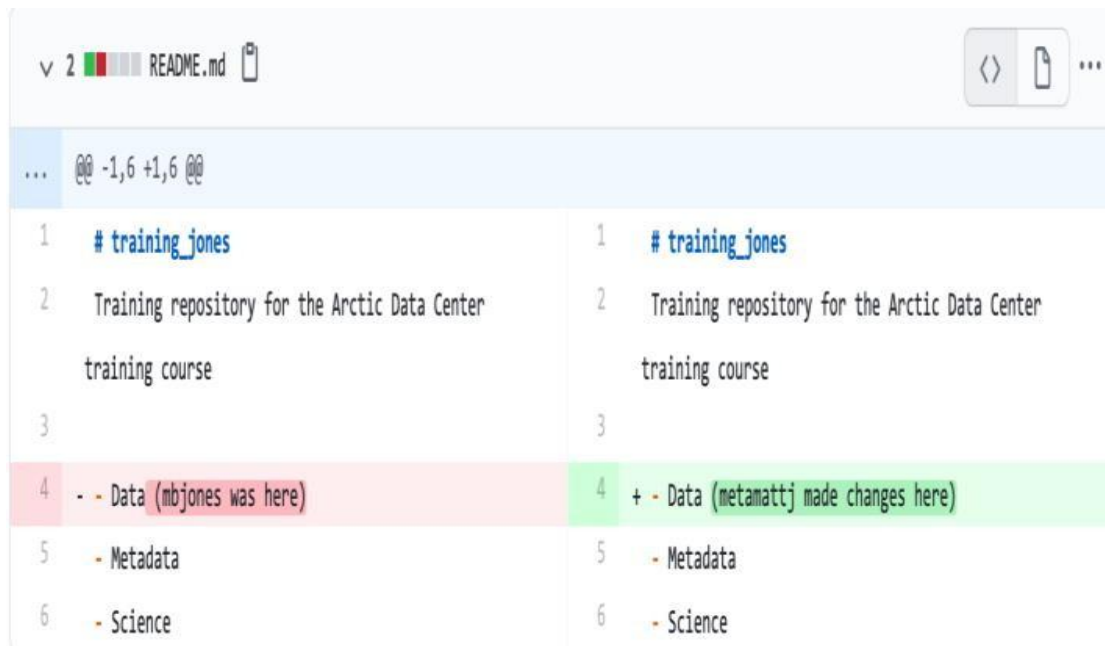 2 README.md
@@ -1,6 +1,6 @@
1 # training_jones
2 Training repository for the Arctic Data Center
training course
3
4 - - Data (mbjones was here)
5 - Metadata
6 - Science
1 # training_jones
2 Training repository for the Arctic Data Center
training course
3
4 + - Data (metamattj made changes here)
5 - Metadata
6 - Science